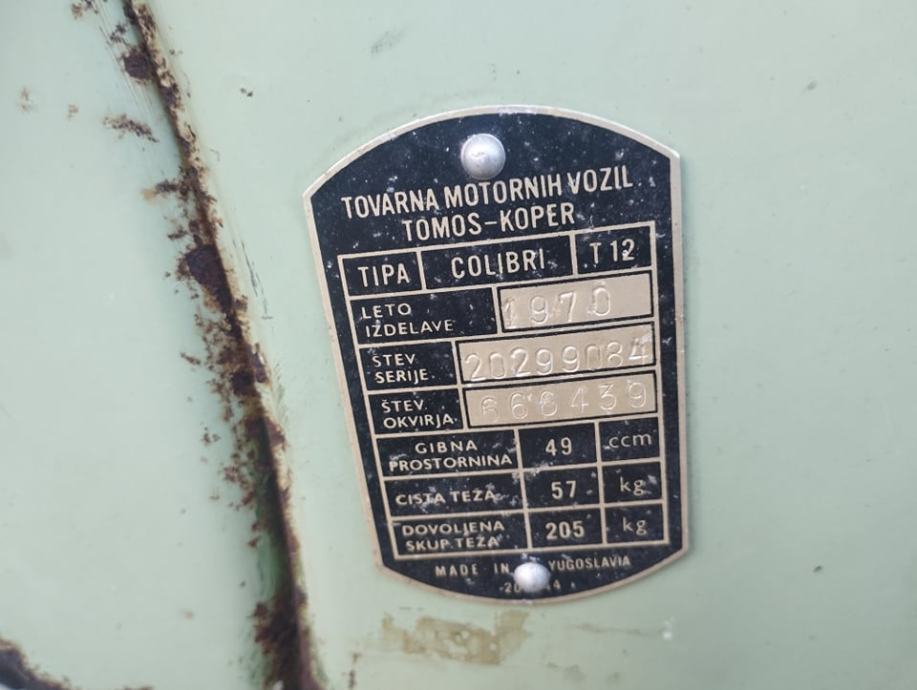 TOVARNA MOTORNIH VOZIL
TOMOS-KOPER
TIPA COLIBRI T 12
LETO IZDELAVE 1970
ŠTEV. SERIJE 20299084
ŠTEV. OKVIRJA 666439
GIBNA PROSTORNINA 49 ccm
CISTA TEŽA 57 kg
DOVOLJENA SKUP. TEŽA 205 kg
MADE IN YUGOSLAVIA